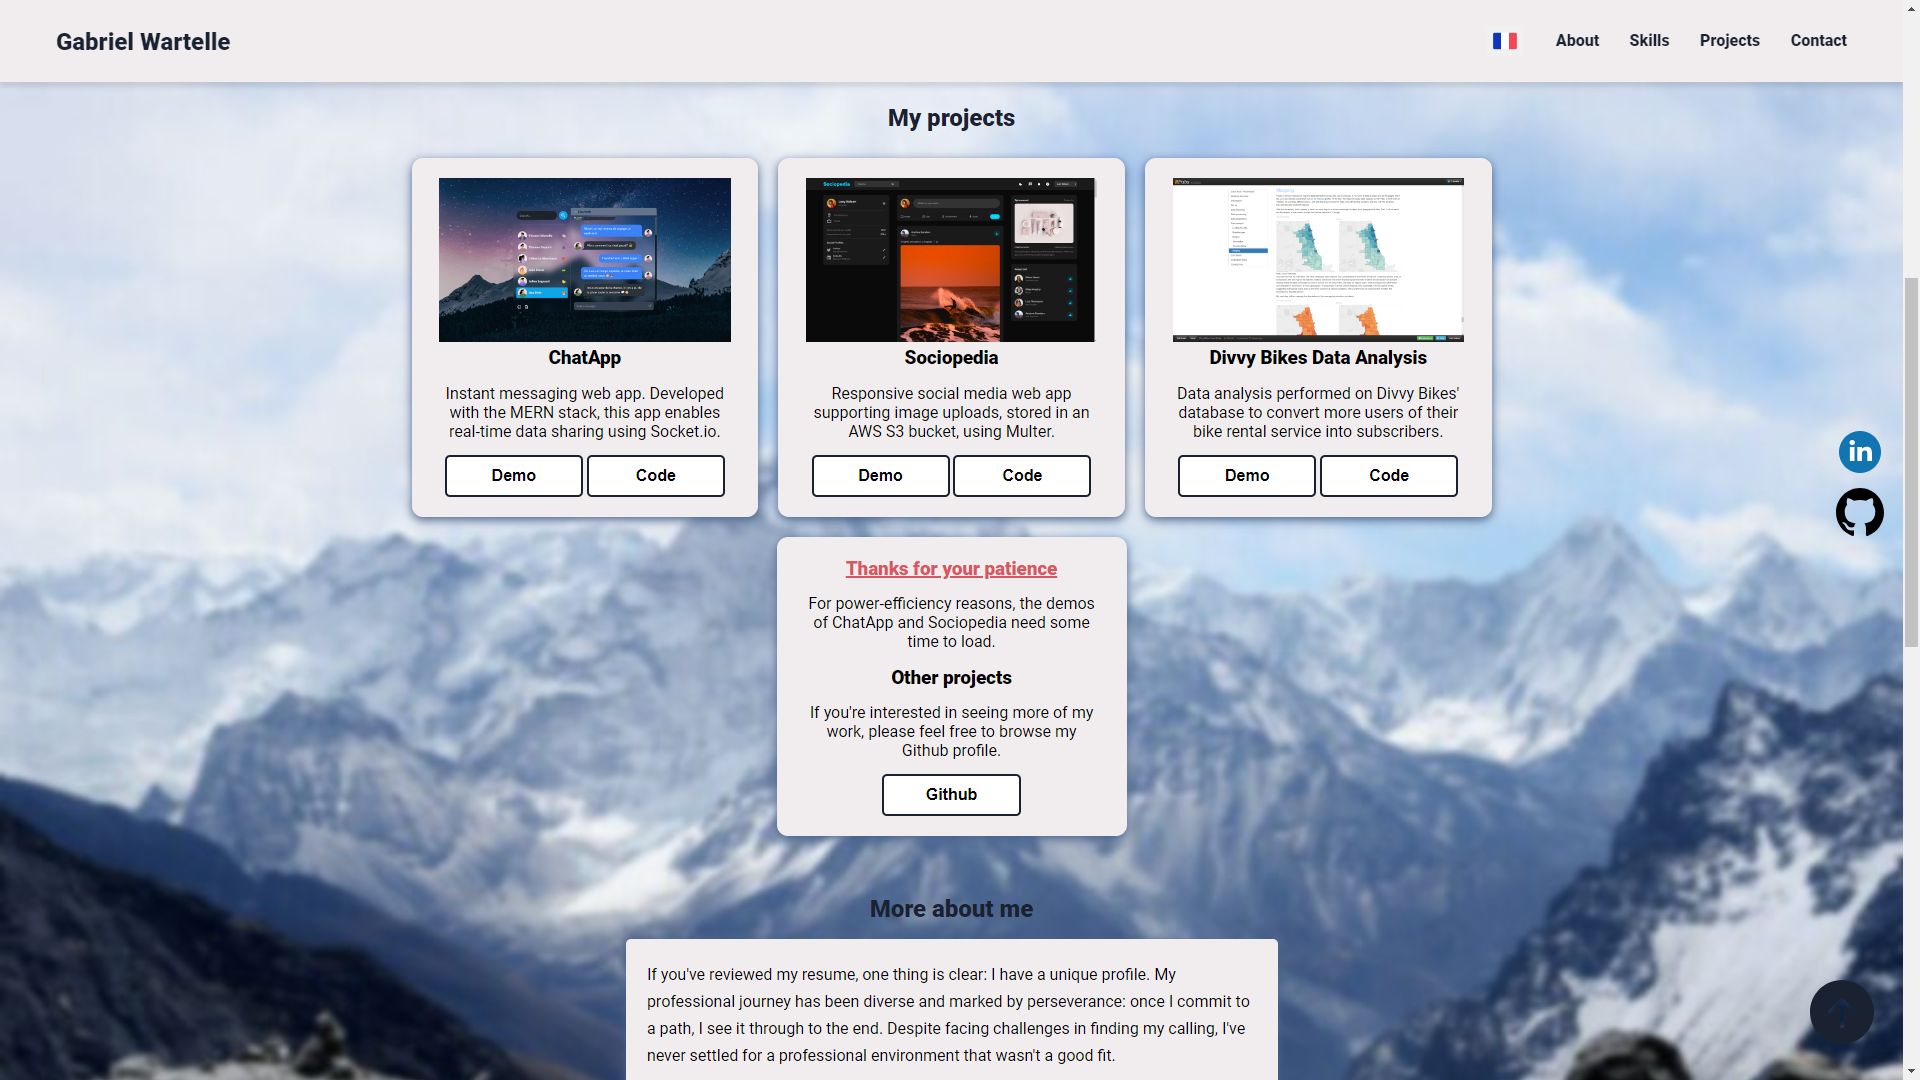 Gabriel Wartelle
About
Skills
Projects
Contact
My projects
ChatApp
Instant messaging web app. Developed
with the MERN stack, this app enables
real-time data sharing using Socket.io.
Demo
Code
Sociopedia
Sociopedia
Responsive social media web app
supporting image uploads, stored in an
AWS S3 bucket, using Multer.
Demo
Code
Divvy Bikes Data Analysis
Data analysis performed on Divvy Bikes'
database to convert more users of their
bike rental service into subscribers.
Demo
Code
in
Thanks for your patience
For power-efficiency reasons, the demos
of ChatApp and Sociopedia need some
time to load.
Other projects
If you're interested in seeing more of my
work, please feel free to browse my
Github profile.
Github
More about me
If you've reviewed my resume, one thing is clear: I have a unique profile. My
professional journey has been diverse and marked by perseverance: once I commit to
a path, I see it through to the end. Despite facing challenges in finding my calling, I've
never settled for a professional environment that wasn't a good fit.